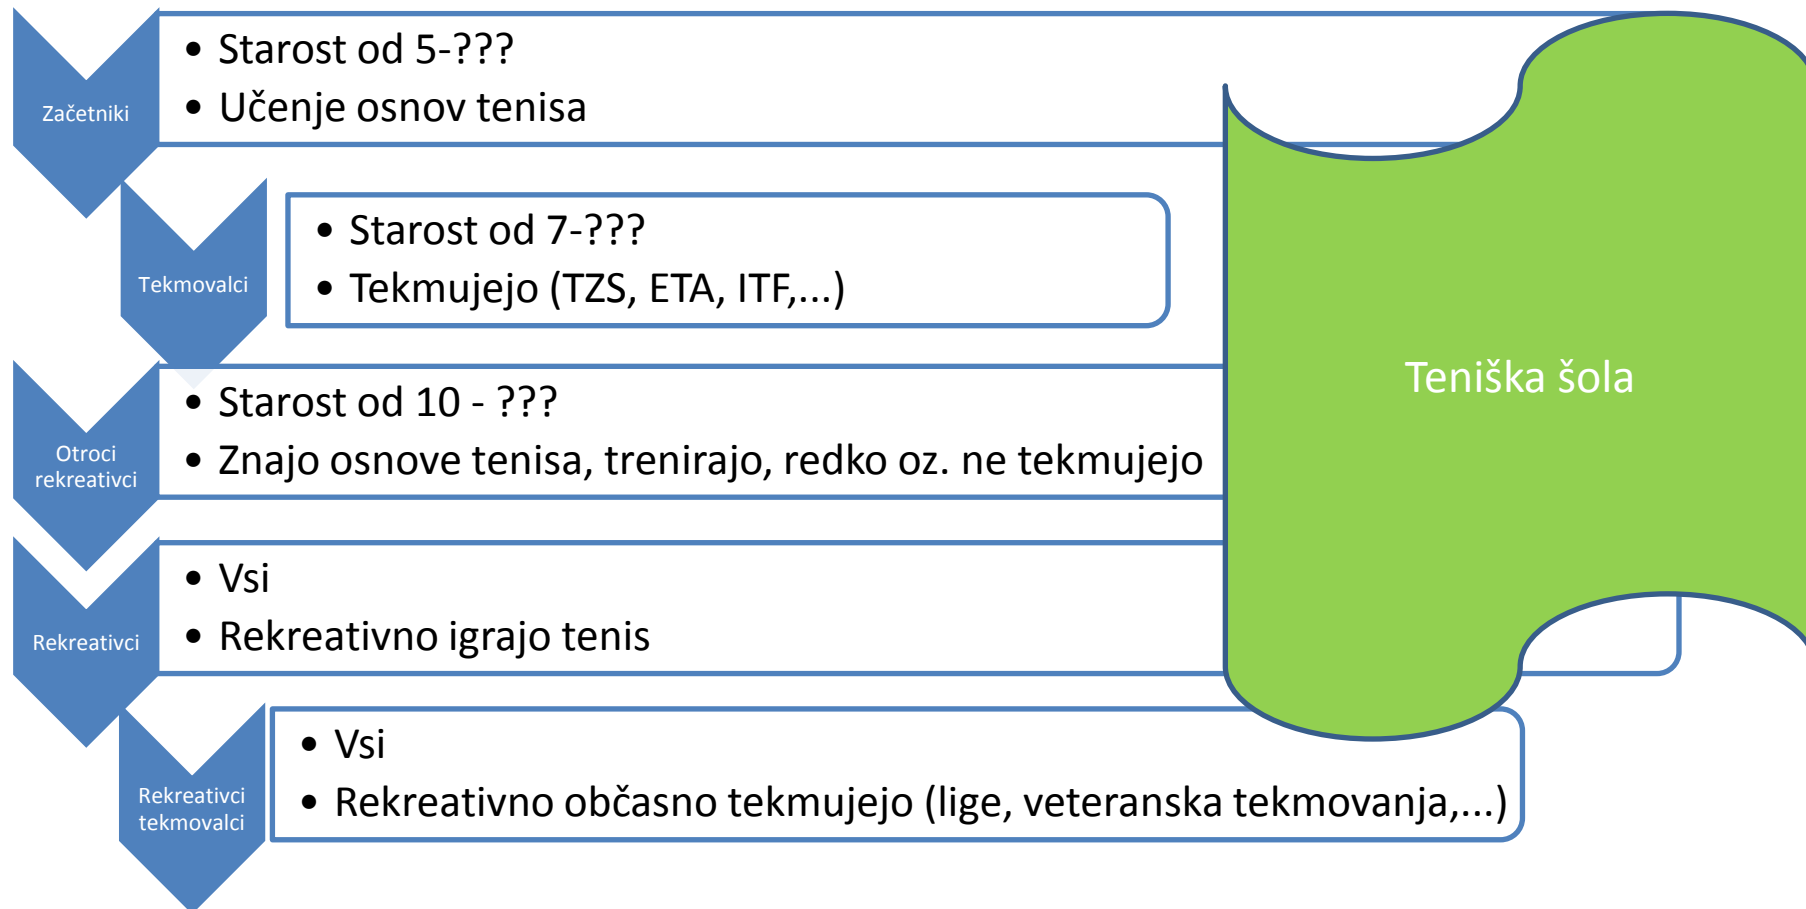 Začetniki
• Starost od 5-???
• Učenje osnov tenisa
Tekmovalci
• Starost od 7-???
• Tekmujejo (TZS, ETA, ITF,...)
Otroci
rekreativci
• Starost od 10 - ???
• Znajo osnove tenisa, trenirajo, redko oz. ne tekmujejo
Rekreativci
• Vsi
• Rekreativno igrajo tenis
Rekreativci
tekmovalci
• Vsi
• Rekreativno občasno tekmujejo (lige, veteranska tekmovanja,...)
Teniška šola